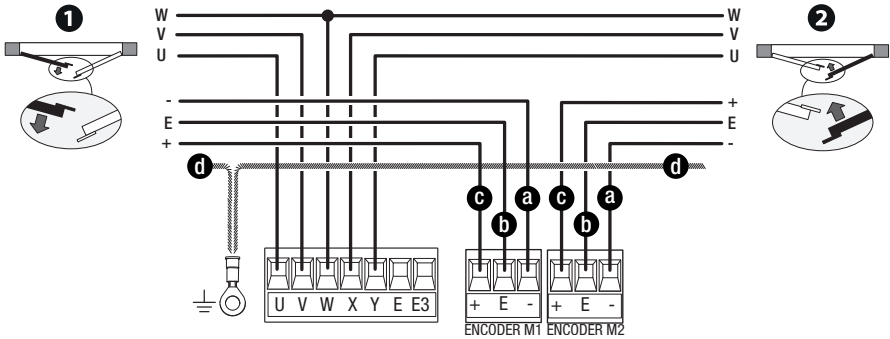 1 W W 2
V V
U U
- +
E E
+ -
d d
c a c a
b b
U V W X Y E E3 + E - + E -
ENCODER M1 ENCODER M2